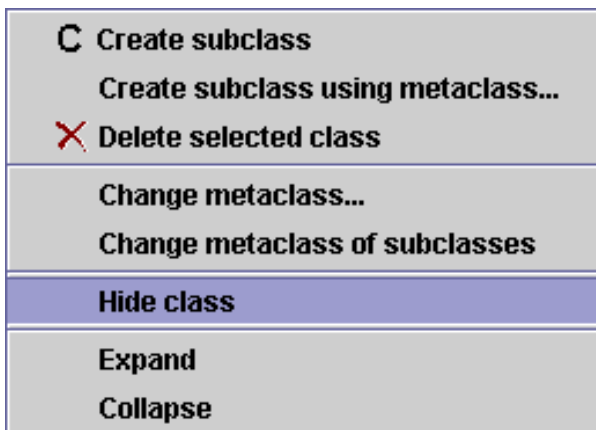 C Create subclass
Create subclass using metaclass...
Delete selected class
Change metaclass...
Change metaclass of subclasses
Hide class
Expand
Collapse